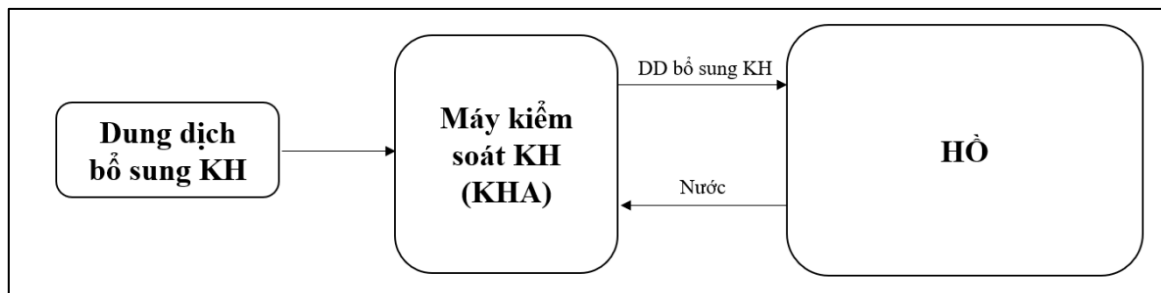 Dung dịch
bổ sung KH
Máy kiểm
soát KH
(KHA)
DD bổ sung KH
Nước
HỒ